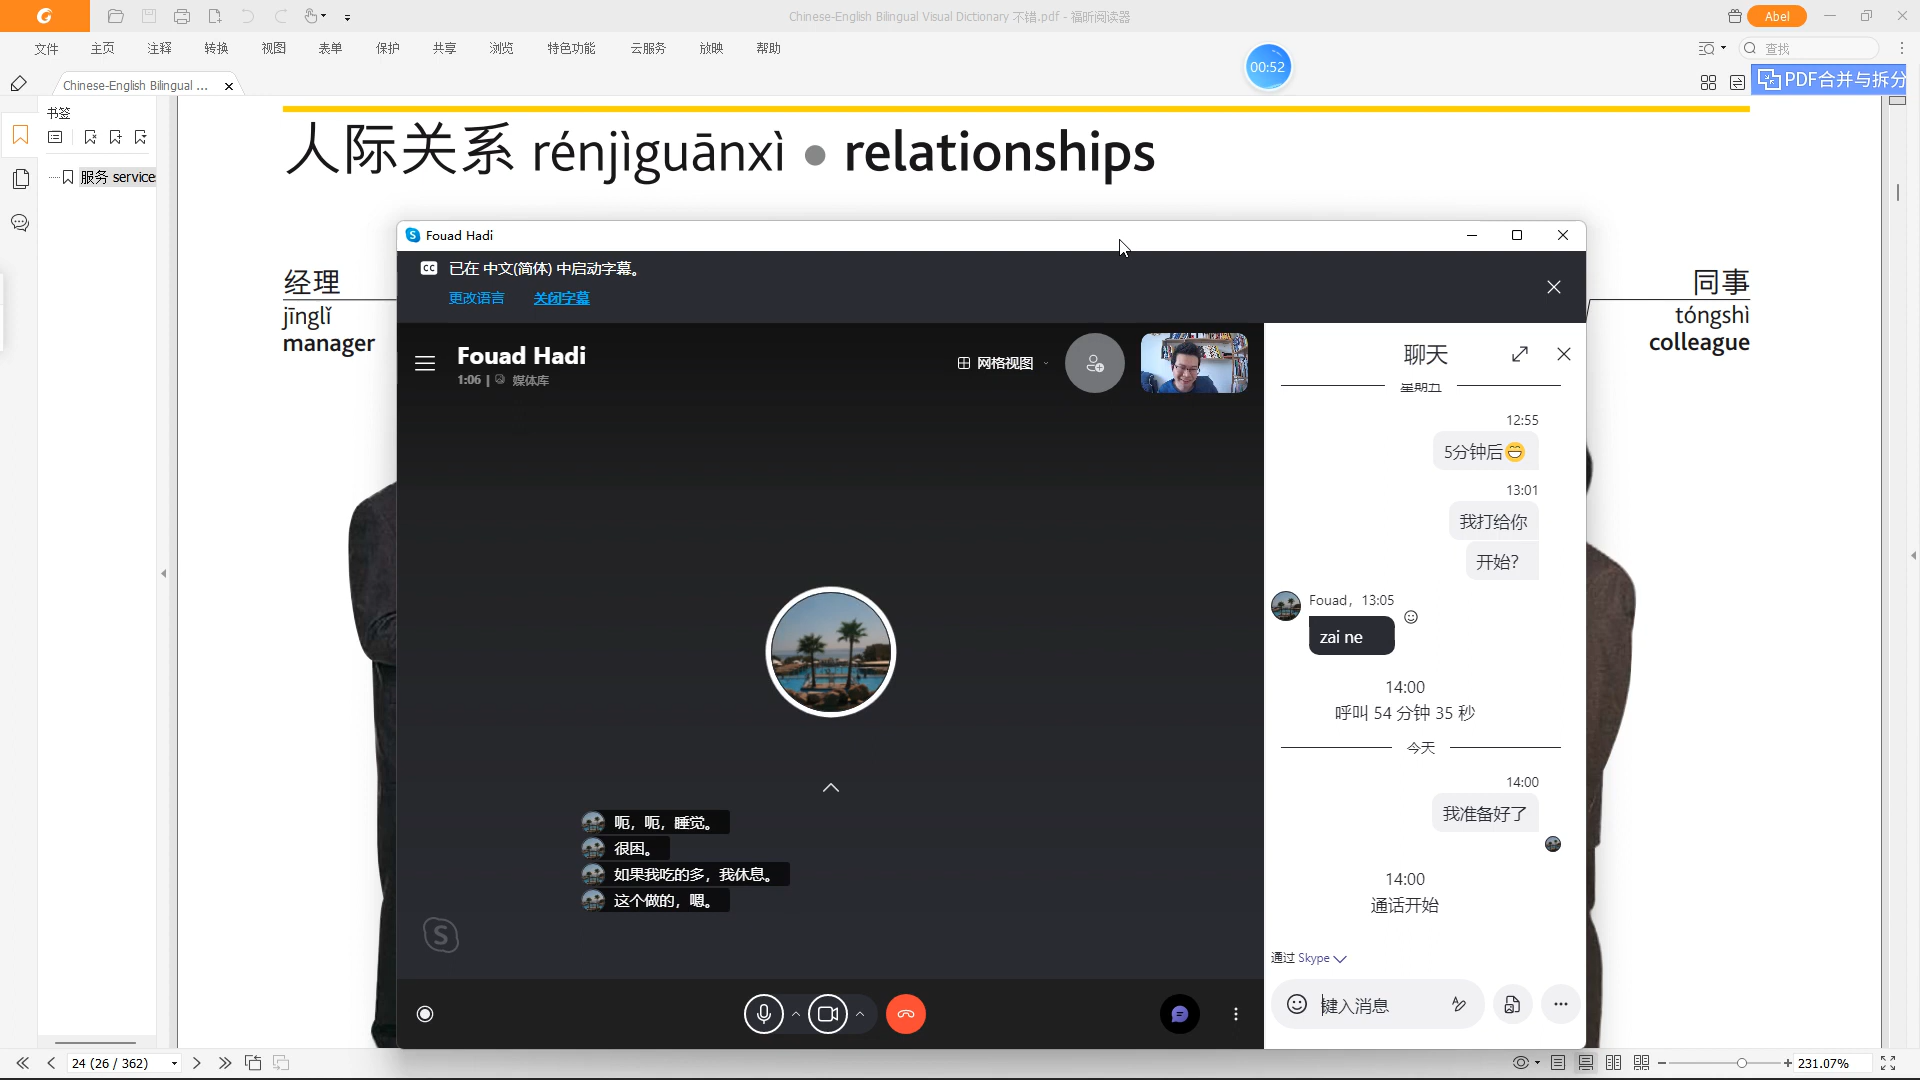 Chinese-English Bilingual Visual Dictionary 不错.pdf - 福昕阅读器
Abel
文件 主页 注释 转换 视图 表单 保护 共享 浏览 特色功能 云服务 放映 帮助
查找
00:52
Chinese-English Bilingual ...
PDF合并与拆分
书签
服务 service
人际关系 rénjìguānxì • relationships
经理
jīnglǐ
manager
同事
tóngshì
colleague
Fouad Hadi
CC 已在 中文(简体) 中启动字幕。
更改语言 关闭字幕
Fouad Hadi
1:06 | 媒体库
网格视图
呃，呃，睡觉。
很困。
如果我吃的多，我休息。
这个做的，嗯。
聊天
星期五
12:55
5分钟后😁
13:01
我打给你
开始?
Fouad，13:05
zai ne
14:00
呼叫 54 分钟 35 秒
今天
14:00
我准备好了
14:00
通话开始
通过 Skype
键入消息
24 (26 / 362)
231.07%